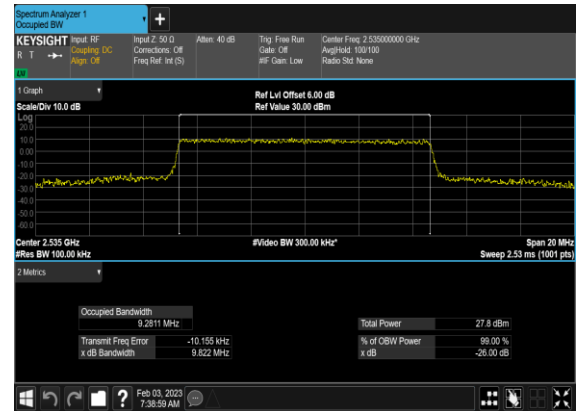 Spectrum Analyzer 1
Occupied BW
+
KEYSIGHT Input: RF Input Z: 50 Ω Atten: 40 dB Trig: Free Run Center Freq: 2.535000000 GHz
R T Coupling: DC Corrections: Off Gate: Off Avg|Hold: 100/100
Align: Off Freq Ref: Int (S) #IF Gain: Low Radio Std: None
LXI
1 Graph
Ref Lvl Offset 6.00 dB
Scale/Div 10.0 dB Ref Value 30.00 dBm
Log
20.0
10.0
0.00
-10.0
-20.0
-30.0
-40.0
-50.0
-60.0
Center 2.535 GHz #Video BW 300.00 kHz* Span 20 MHz
#Res BW 100.00 kHz Sweep 2.53 ms (1001 pts)
2 Metrics
Occupied Bandwidth
9.2811 MHz Total Power 27.8 dBm
Transmit Freq Error -10.155 kHz % of OBW Power 99.00 %
x dB Bandwidth 9.822 MHz x dB -26.00 dB
? Feb 03, 2023
7:38:59 AM